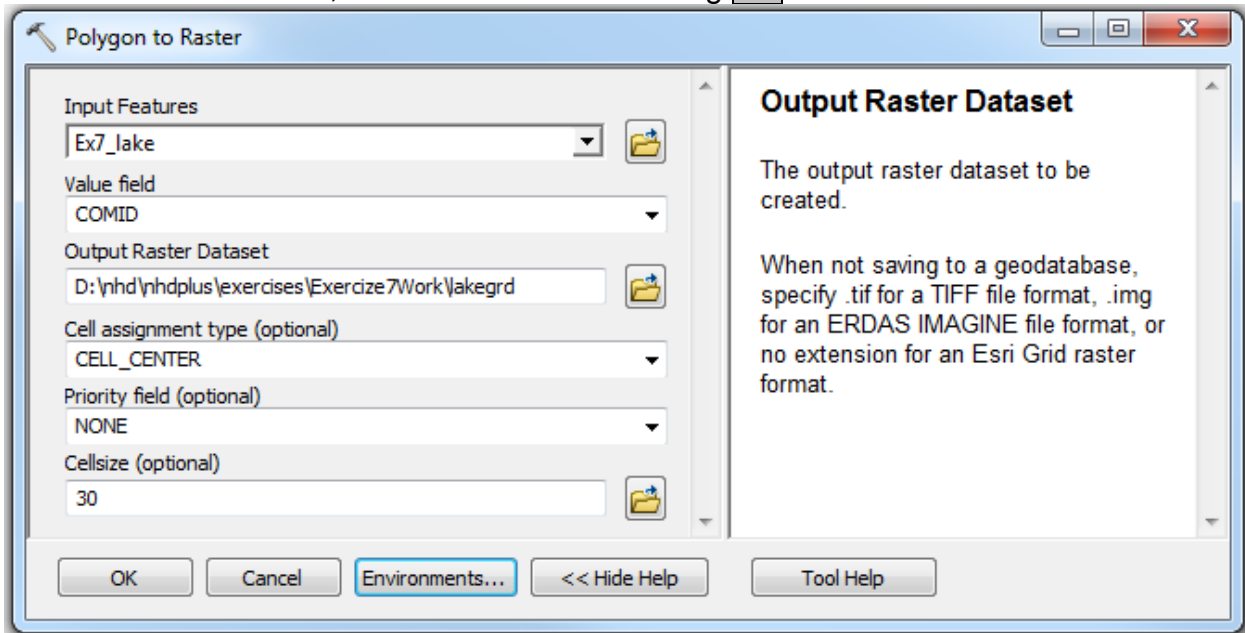 Polygon to Raster
Input Features
Ex7_lake
Value field
COMID
Output Raster Dataset
D:\nhd\nhdplus\exercises\Exercize7Work\lakegrd
Cell assignment type (optional)
CELL_CENTER
Priority field (optional)
NONE
Cellsize (optional)
30
Output Raster Dataset
The output raster dataset to be
created.
When not saving to a geodatabase,
specify .tif for a TIFF file format, .img
for an ERDAS IMAGINE file format, or
no extension for an Esri Grid raster
format.
OK
Cancel
Environments...
<< Hide Help
Tool Help